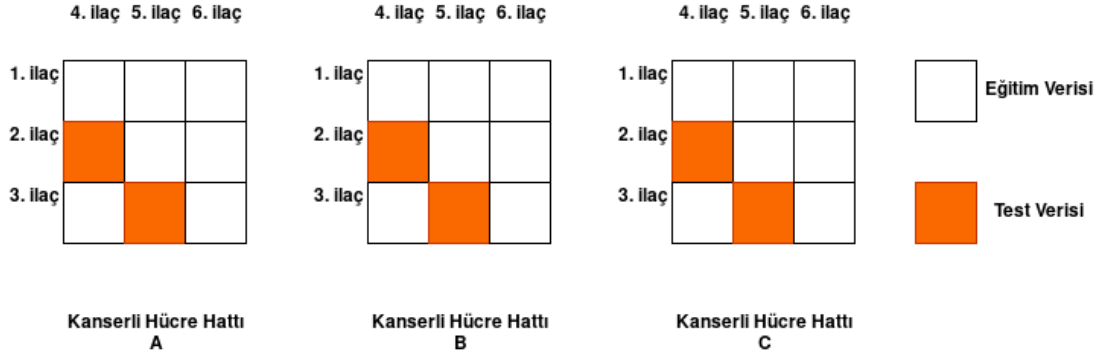 4. ilaç 5. ilaç 6. ilaç
4. ilaç 5. ilaç 6. ilaç
4. ilaç 5. ilaç 6. ilaç
1. ilaç
1. ilaç
1. ilaç
Eğitim Verisi
2. ilaç
2. ilaç
2. ilaç
3. ilaç
3. ilaç
3. ilaç
Test Verisi
Kanserli Hücre Hattı
A
Kanserli Hücre Hattı
B
Kanserli Hücre Hattı
C